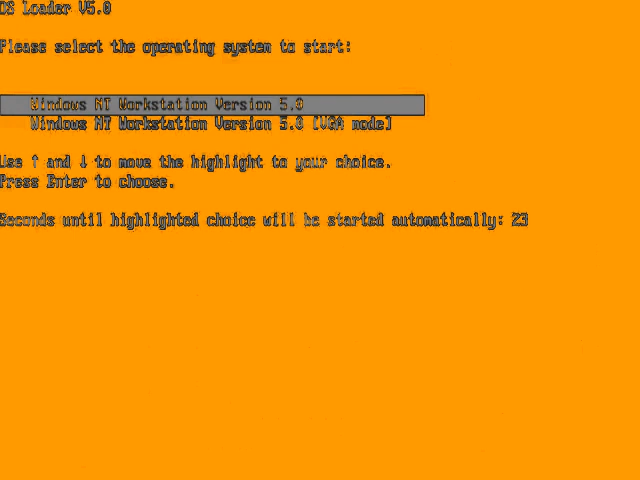 OS Loader V5.0
Please select the operating system to start:
Windows NT Workstation Version 5.0
Windows NT Workstation Version 5.0 [VGA mode]
Use ↑ and ↓ to move the highlight to your choice.
Press Enter to choose.
Seconds until highlighted choice will be started automatically: 23